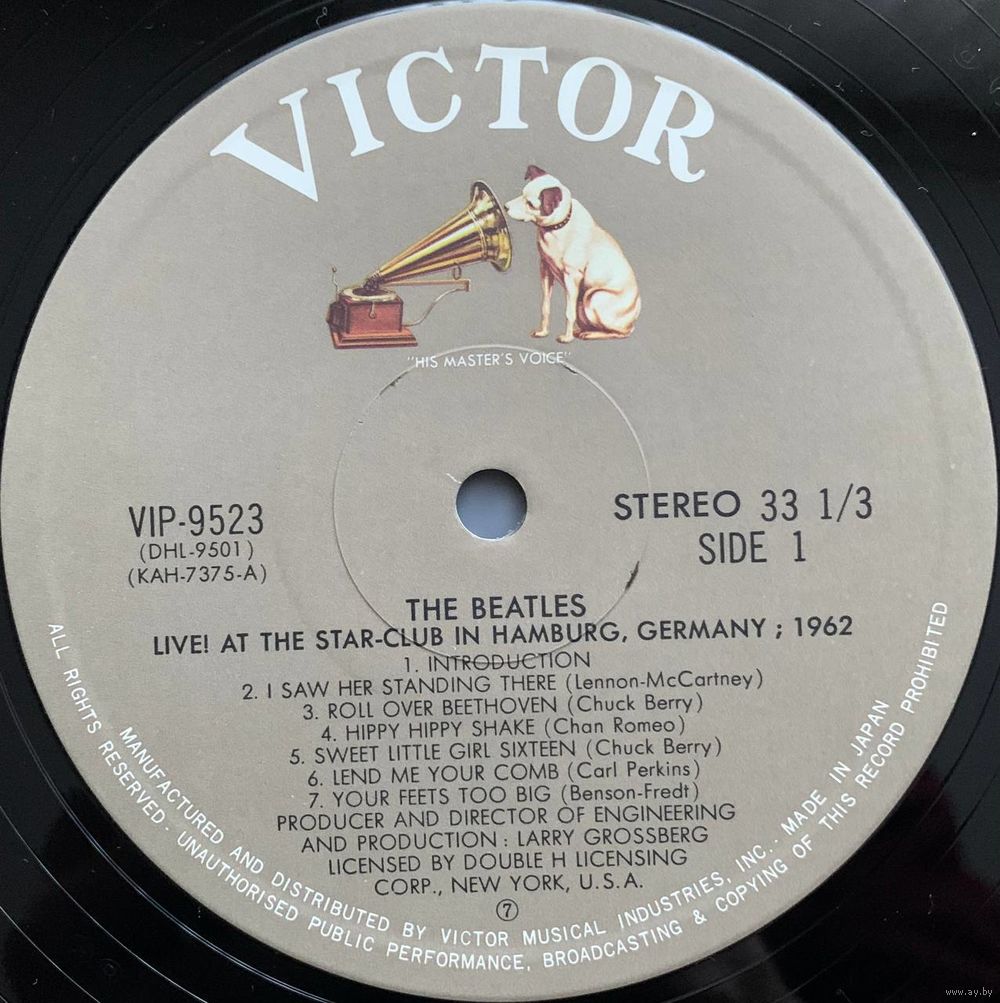 VICTOR
"HIS MASTER'S VOICE"
VIP-9523
(DHL-9501)
(KAH-7375-A)
STEREO 33 1/3
SIDE 1
THE BEATLES
LIVE! AT THE STAR-CLUB IN HAMBURG, GERMANY ; 1962
1. INTRODUCTION
2. I SAW HER STANDING THERE (Lennon-McCartney)
3. ROLL OVER BEETHOVEN (Chuck Berry)
4. HIPPY HIPPY SHAKE (Chan Romeo)
5. SWEET LITTLE GIRL SIXTEEN (Chuck Berry)
6. LEND ME YOUR COMB (Carl Perkins)
7. YOUR FEETS TOO BIG (Benson-Fredt)
PRODUCER AND DIRECTOR OF ENGINEERING
AND PRODUCTION : LARRY GROSSBERG
LICENSED BY DOUBLE H LICENSING
CORP., NEW YORK, U.S.A.
⑦
MANUFACTURED AND DISTRIBUTED BY VICTOR MUSICAL INDUSTRIES, INC.. MADE IN JAPAN
ALL RIGHTS RESERVED · UNAUTHORISED PUBLIC PERFORMANCE, BROADCASTING & COPYING OF THIS RECORD PROHIBITED
www.ay.by